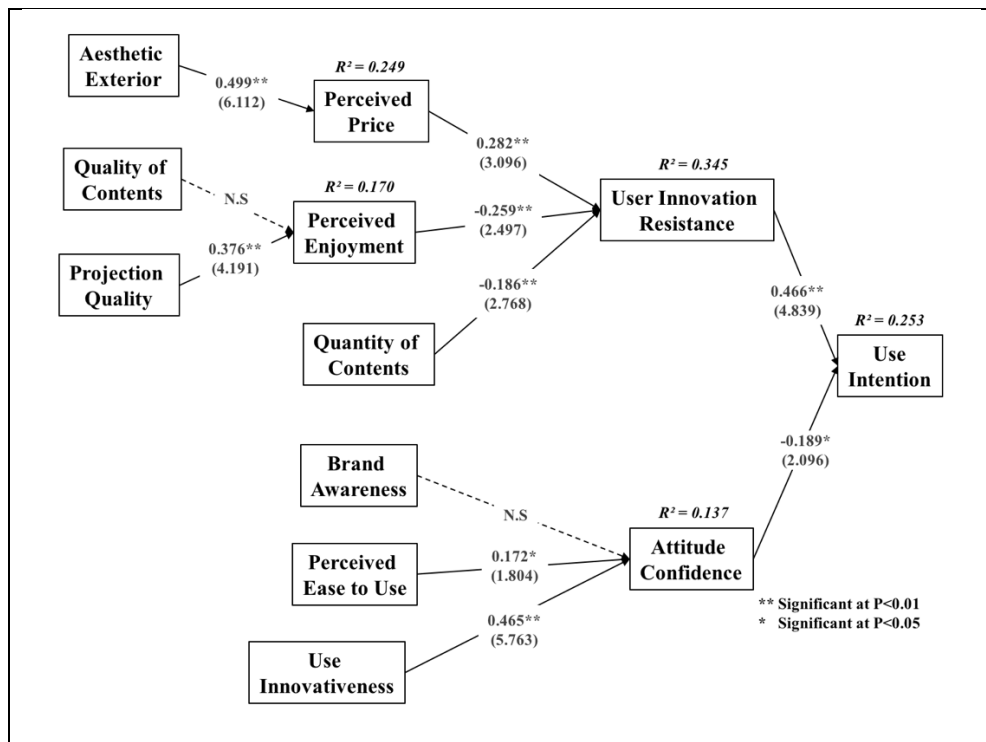 Aesthetic
Exterior
0.499**
(6.112)
R² = 0.249
Perceived
Price
Quality of
Contents
N.S
R² = 0.170
Perceived
Enjoyment
Projection
Quality
0.376**
(4.191)
0.282**
(3.096)
-0.259**
(2.497)
-0.186**
(2.768)
Quantity of
Contents
R² = 0.345
User Innovation
Resistance
0.466**
(4.839)
R² = 0.253
Use
Intention
-0.189*
(2.096)
Brand
Awareness
N.S
R² = 0.137
Attitude
Confidence
Perceived
Ease to Use
0.172*
(1.804)
0.465**
(5.763)
Use
Innovativeness
** Significant at P<0.01
* Significant at P<0.05